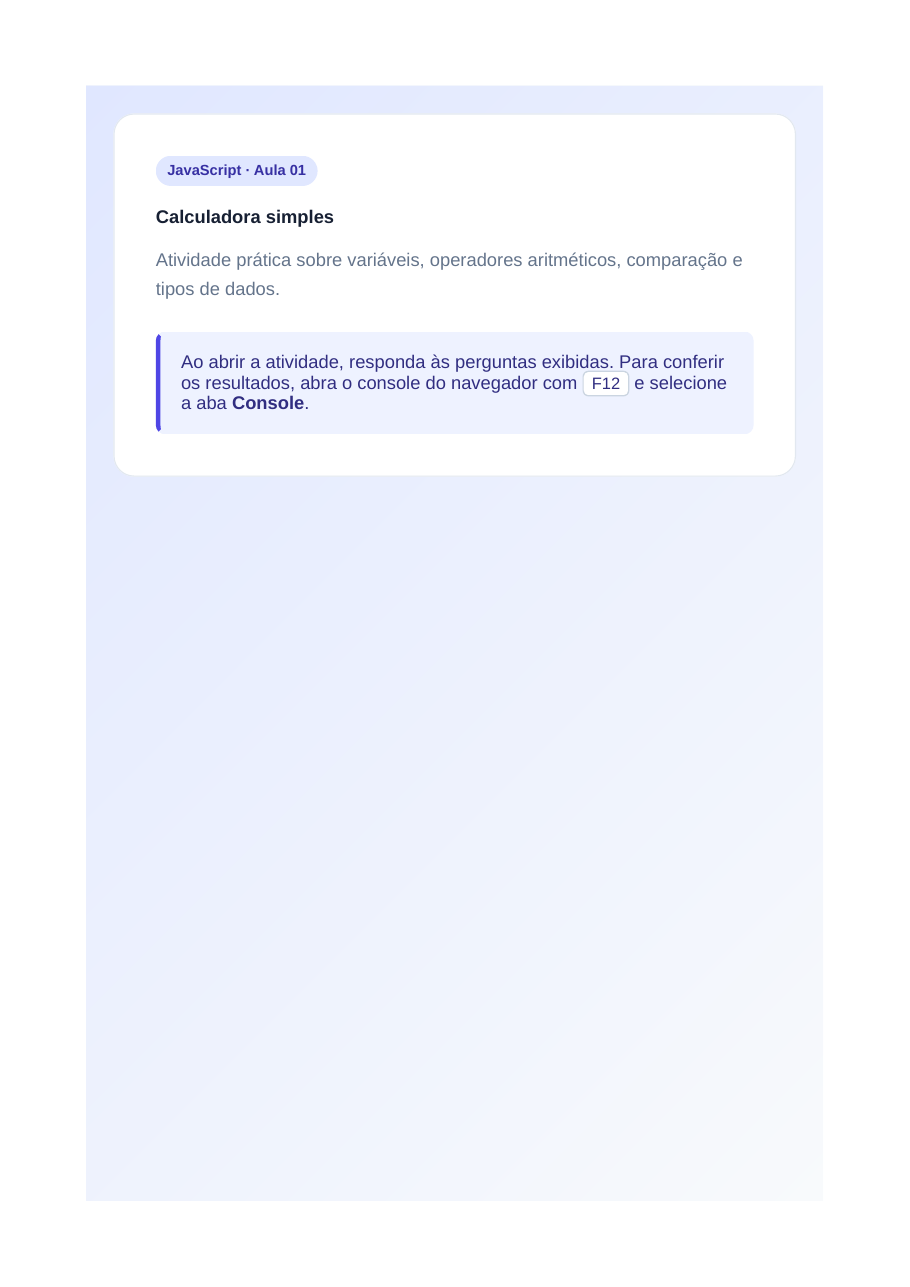 JavaScript · Aula 01
Calculadora simples
Atividade prática sobre variáveis, operadores aritméticos, comparação e
tipos de dados.
Ao abrir a atividade, responda às perguntas exibidas. Para conferir
os resultados, abra o console do navegador com F12 e selecione
a aba Console.